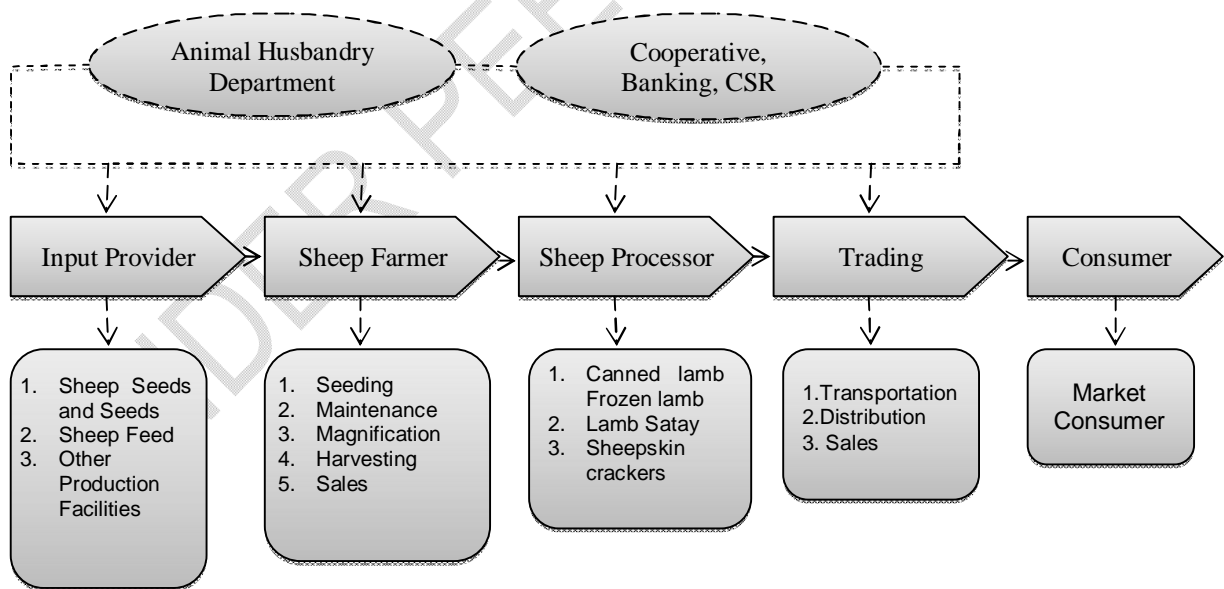 Animal Husbandry
Department
Cooperative,
Banking, CSR
Input Provider
Sheep Farmer
Sheep Processor
Trading
Consumer
1. Sheep Seeds
and Seeds
2. Sheep Feed
3. Other
Production
Facilities
1. Seeding
2. Maintenance
3. Magnification
4. Harvesting
5. Sales
1. Canned lamb
Frozen lamb
2. Lamb Satay
3. Sheepskin
crackers
1.Transportation
2.Distribution
3. Sales
Market
Consumer